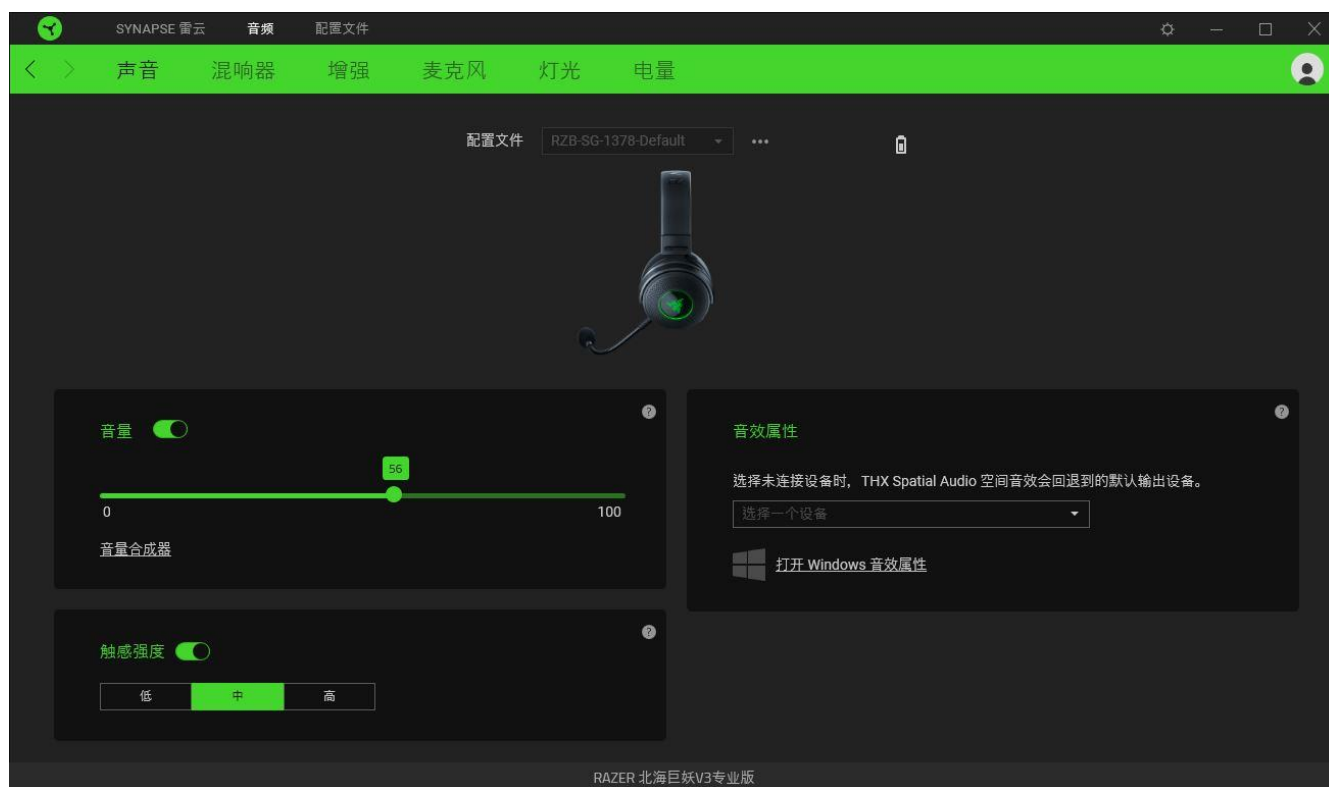 SYNAPSE 雷云 音频 配置文件
声音 混响器 增强 麦克风 灯光 电量
配置文件 RZB-SG-1378-Default
音量
56
0 100
音量合成器
音效属性
选择未连接设备时，THX Spatial Audio 空间音效会回退到的默认输出设备。
选择一个设备
打开 Windows 音效属性
触感强度
低 中 高
RAZER 北海巨妖V3专业版